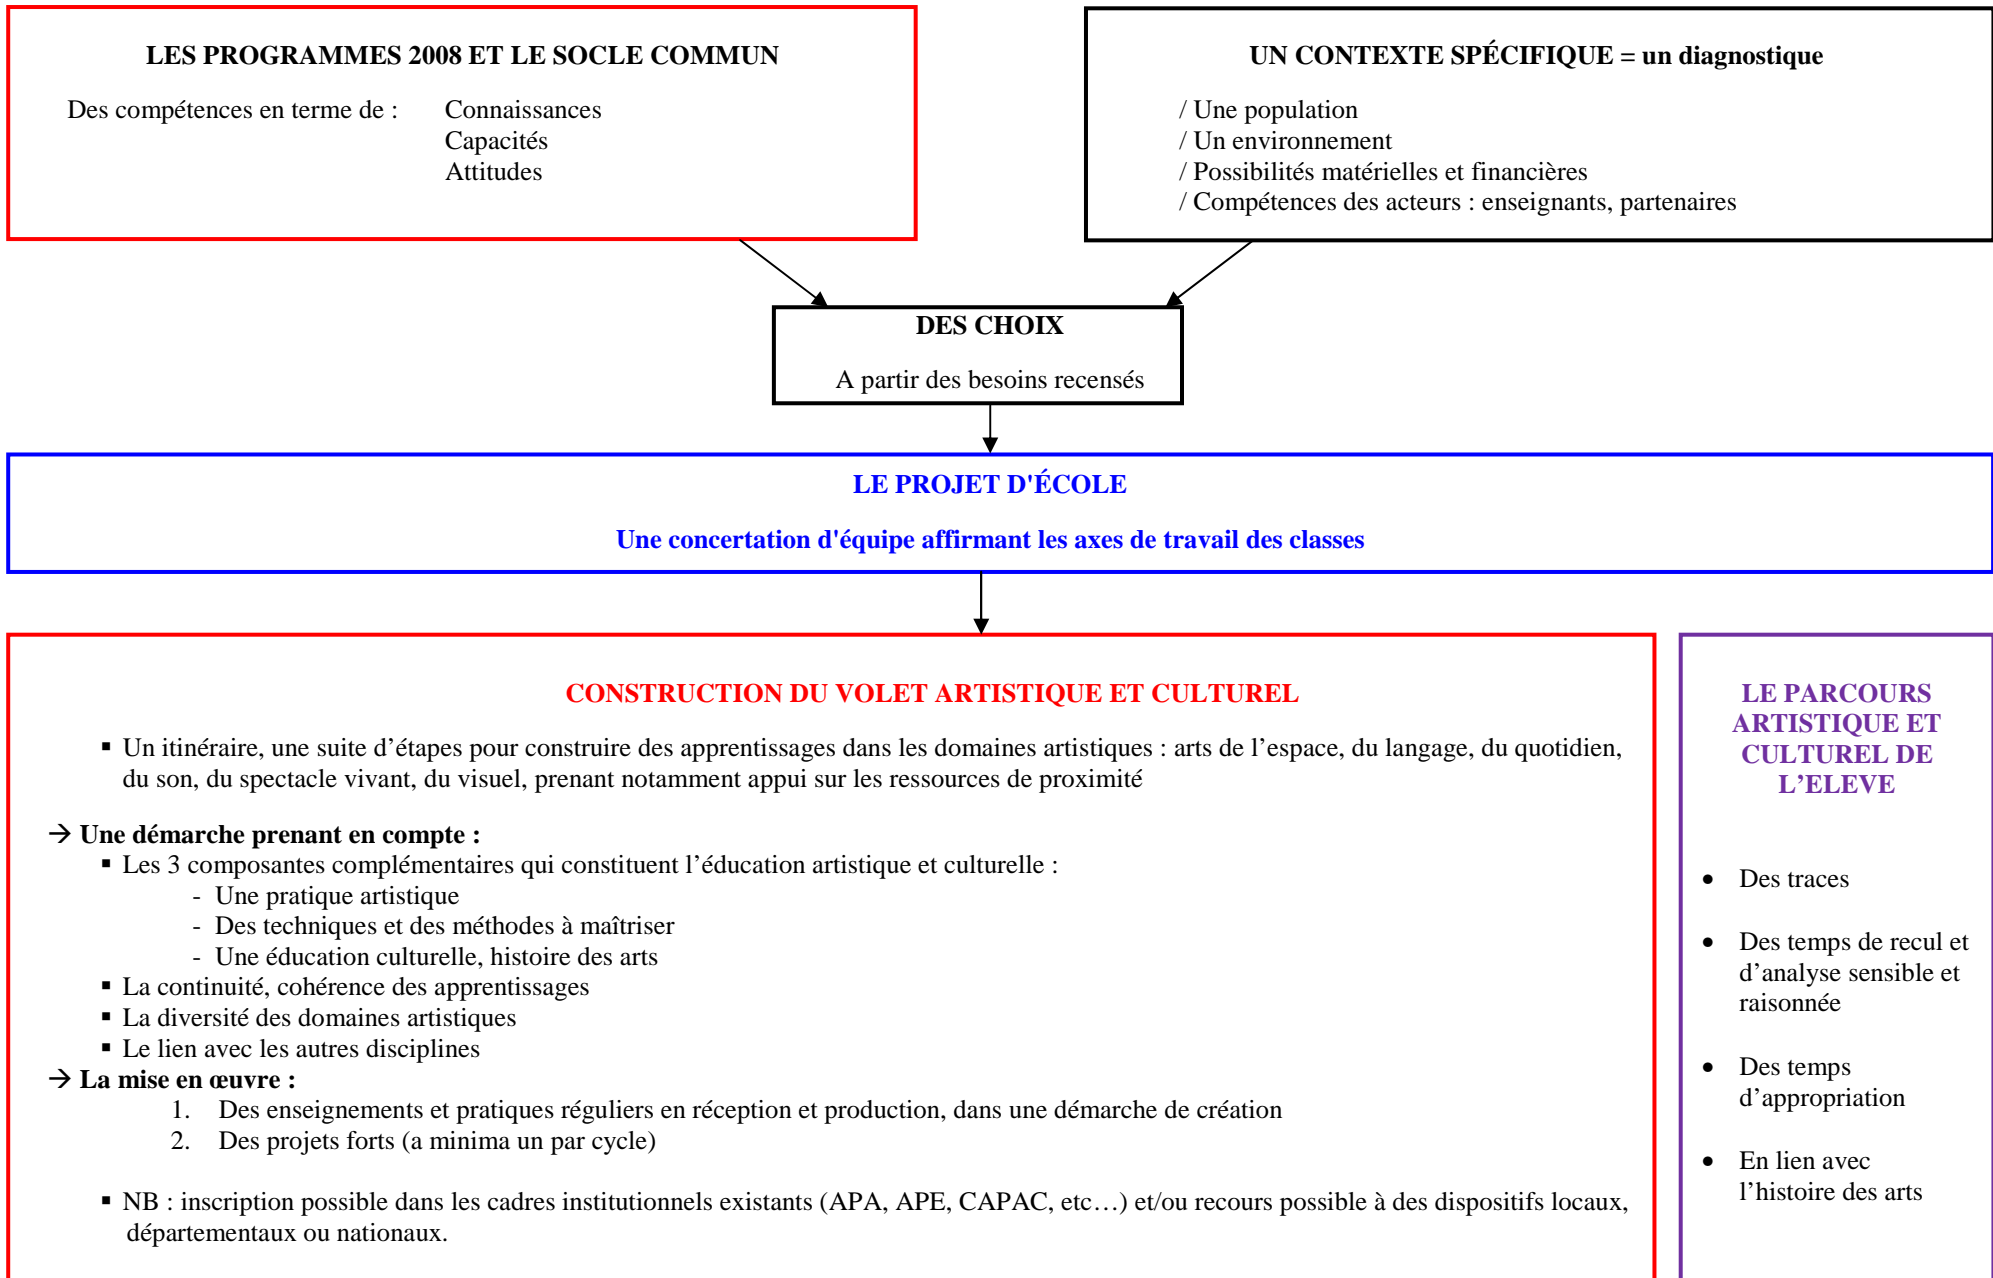 LES PROGRAMMES 2008 ET LE SOCLE COMMUN
Des compétences en terme de : Connaissances
Capacités
Attitudes
UN CONTEXTE SPÉCIFIQUE = un diagnostique
/ Une population
/ Un environnement
/ Possibilités matérielles et financières
/ Compétences des acteurs : enseignants, partenaires
DES CHOIX
A partir des besoins recensés
LE PROJET D'ÉCOLE
Une concertation d'équipe affirmant les axes de travail des classes
CONSTRUCTION DU VOLET ARTISTIQUE ET CULTUREL
▪ Un itinéraire, une suite d’étapes pour construire des apprentissages dans les domaines artistiques : arts de l’espace, du langage, du quotidien,
du son, du spectacle vivant, du visuel, prenant notamment appui sur les ressources de proximité
→ Une démarche prenant en compte :
▪ Les 3 composantes complémentaires qui constituent l’éducation artistique et culturelle :
- Une pratique artistique
- Des techniques et des méthodes à maîtriser
- Une éducation culturelle, histoire des arts
▪ La continuité, cohérence des apprentissages
▪ La diversité des domaines artistiques
▪ Le lien avec les autres disciplines
→ La mise en œuvre :
1. Des enseignements et pratiques réguliers en réception et production, dans une démarche de création
2. Des projets forts (a minima un par cycle)
▪ NB : inscription possible dans les cadres institutionnels existants (APA, APE, CAPAC, etc…) et/ou recours possible à des dispositifs locaux,
départementaux ou nationaux.
LE PARCOURS
ARTISTIQUE ET
CULTUREL DE
L’ELEVE
• Des traces
• Des temps de recul et
d’analyse sensible et
raisonnée
• Des temps
d’appropriation
• En lien avec
l’histoire des arts